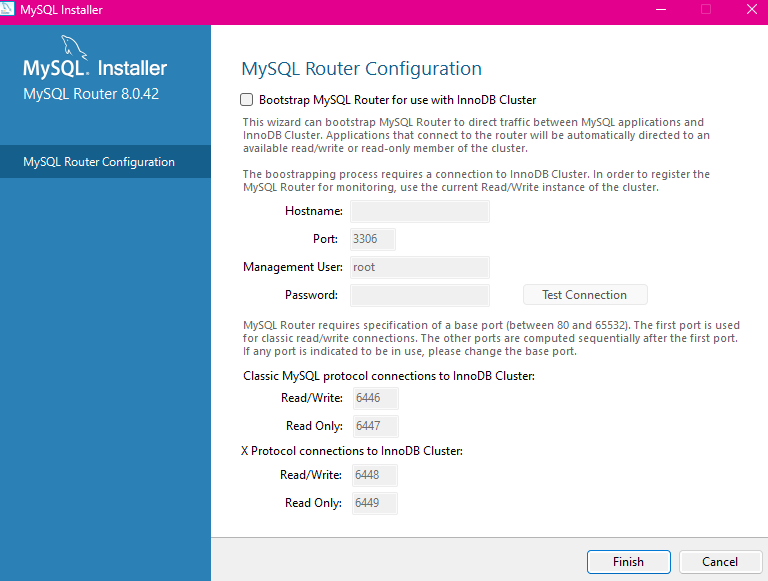 MySQL Installer
MySQL® Installer
MySQL Router 8.0.42
MySQL Router Configuration
MySQL Router Configuration
Bootstrap MySQL Router for use with InnoDB Cluster
This wizard can bootstrap MySQL Router to direct traffic between MySQL applications and
InnoDB Cluster. Applications that connect to the router will be automatically directed to an
available read/write or read-only member of the cluster.
The boostrapping process requires a connection to InnoDB Cluster. In order to register the
MySQL Router for monitoring, use the current Read/Write instance of the cluster.
Hostname:
Port: 3306
Management User: root
Password: Test Connection
MySQL Router requires specification of a base port (between 80 and 65532). The first port is used
for classic read/write connections. The other ports are computed sequentially after the first port.
If any port is indicated to be in use, please change the base port.
Classic MySQL protocol connections to InnoDB Cluster:
Read/Write: 6446
Read Only: 6447
X Protocol connections to InnoDB Cluster:
Read/Write: 6448
Read Only: 6449
Finish Cancel